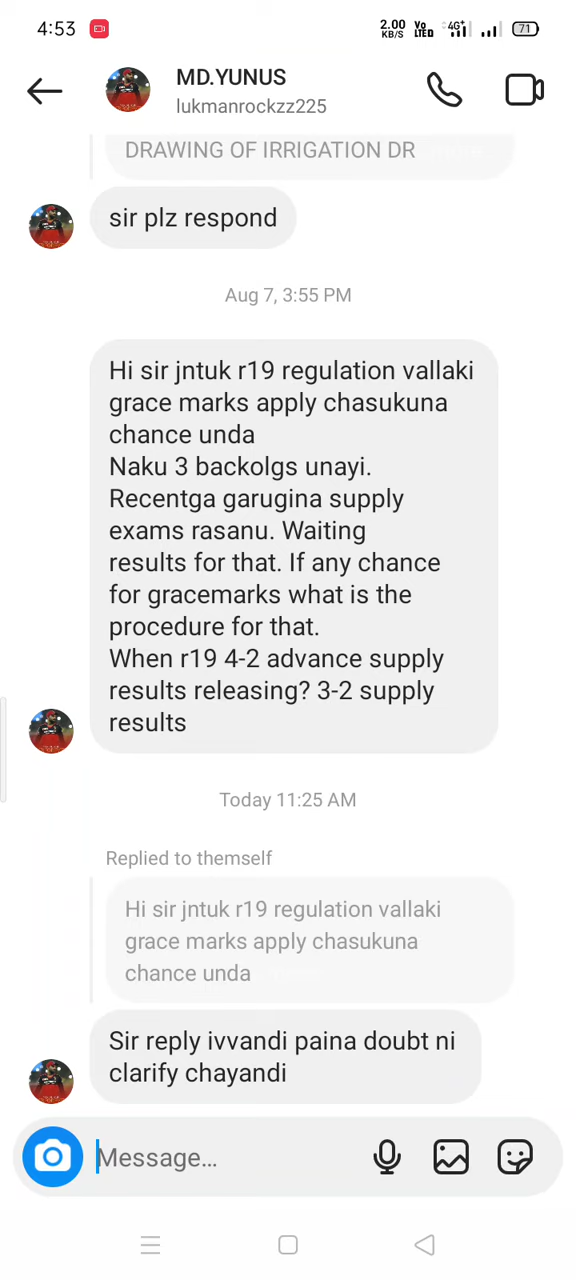 4:53
2.00 KB/S Vo LTED 4G+ 71
MD.YUNUS
lukmanrockzz225
DRAWING OF IRRIGATION DR
sir plz respond
Aug 7, 3:55 PM
Hi sir jntuk r19 regulation vallaki
grace marks apply chasukuna
chance unda
Naku 3 backolgs unayi.
Recentga garugina supply
exams rasanu. Waiting
results for that. If any chance
for gracemarks what is the
procedure for that.
When r19 4-2 advance supply
results releasing? 3-2 supply
results
Today 11:25 AM
Replied to themself
Hi sir jntuk r19 regulation vallaki
grace marks apply chasukuna
chance unda
Sir reply ivvandi paina doubt ni
clarify chayandi
Message...